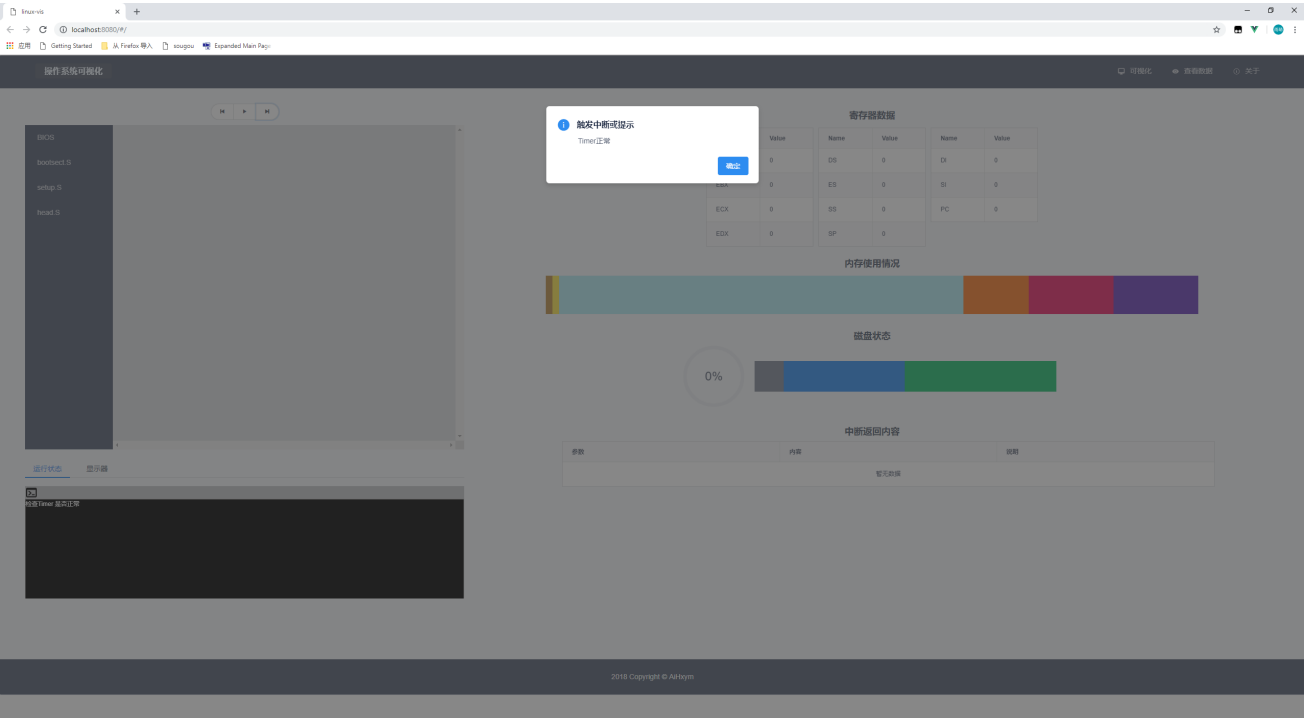 linux-vis
localhost:8080/#/
应用 Getting Started 从 Firefox 导入 sougou Expanded Main Page
操作系统可视化 可视化 查看数据 关于
BIOS
bootsect.S
setup.S
head.S
运行状态 显示器
检查Timer 是否正常
触发中断或提示
Timer正常
确定
寄存器数据
Value Name Value Name Value
0 DS 0 DI 0
0 ES 0 SI 0
ECX 0 SS 0 PC 0
EDX 0 SP 0
内存使用情况
磁盘状态
0%
中断返回内容
参数 内容 说明
暂无数据
2018 Copyright © AiHxym